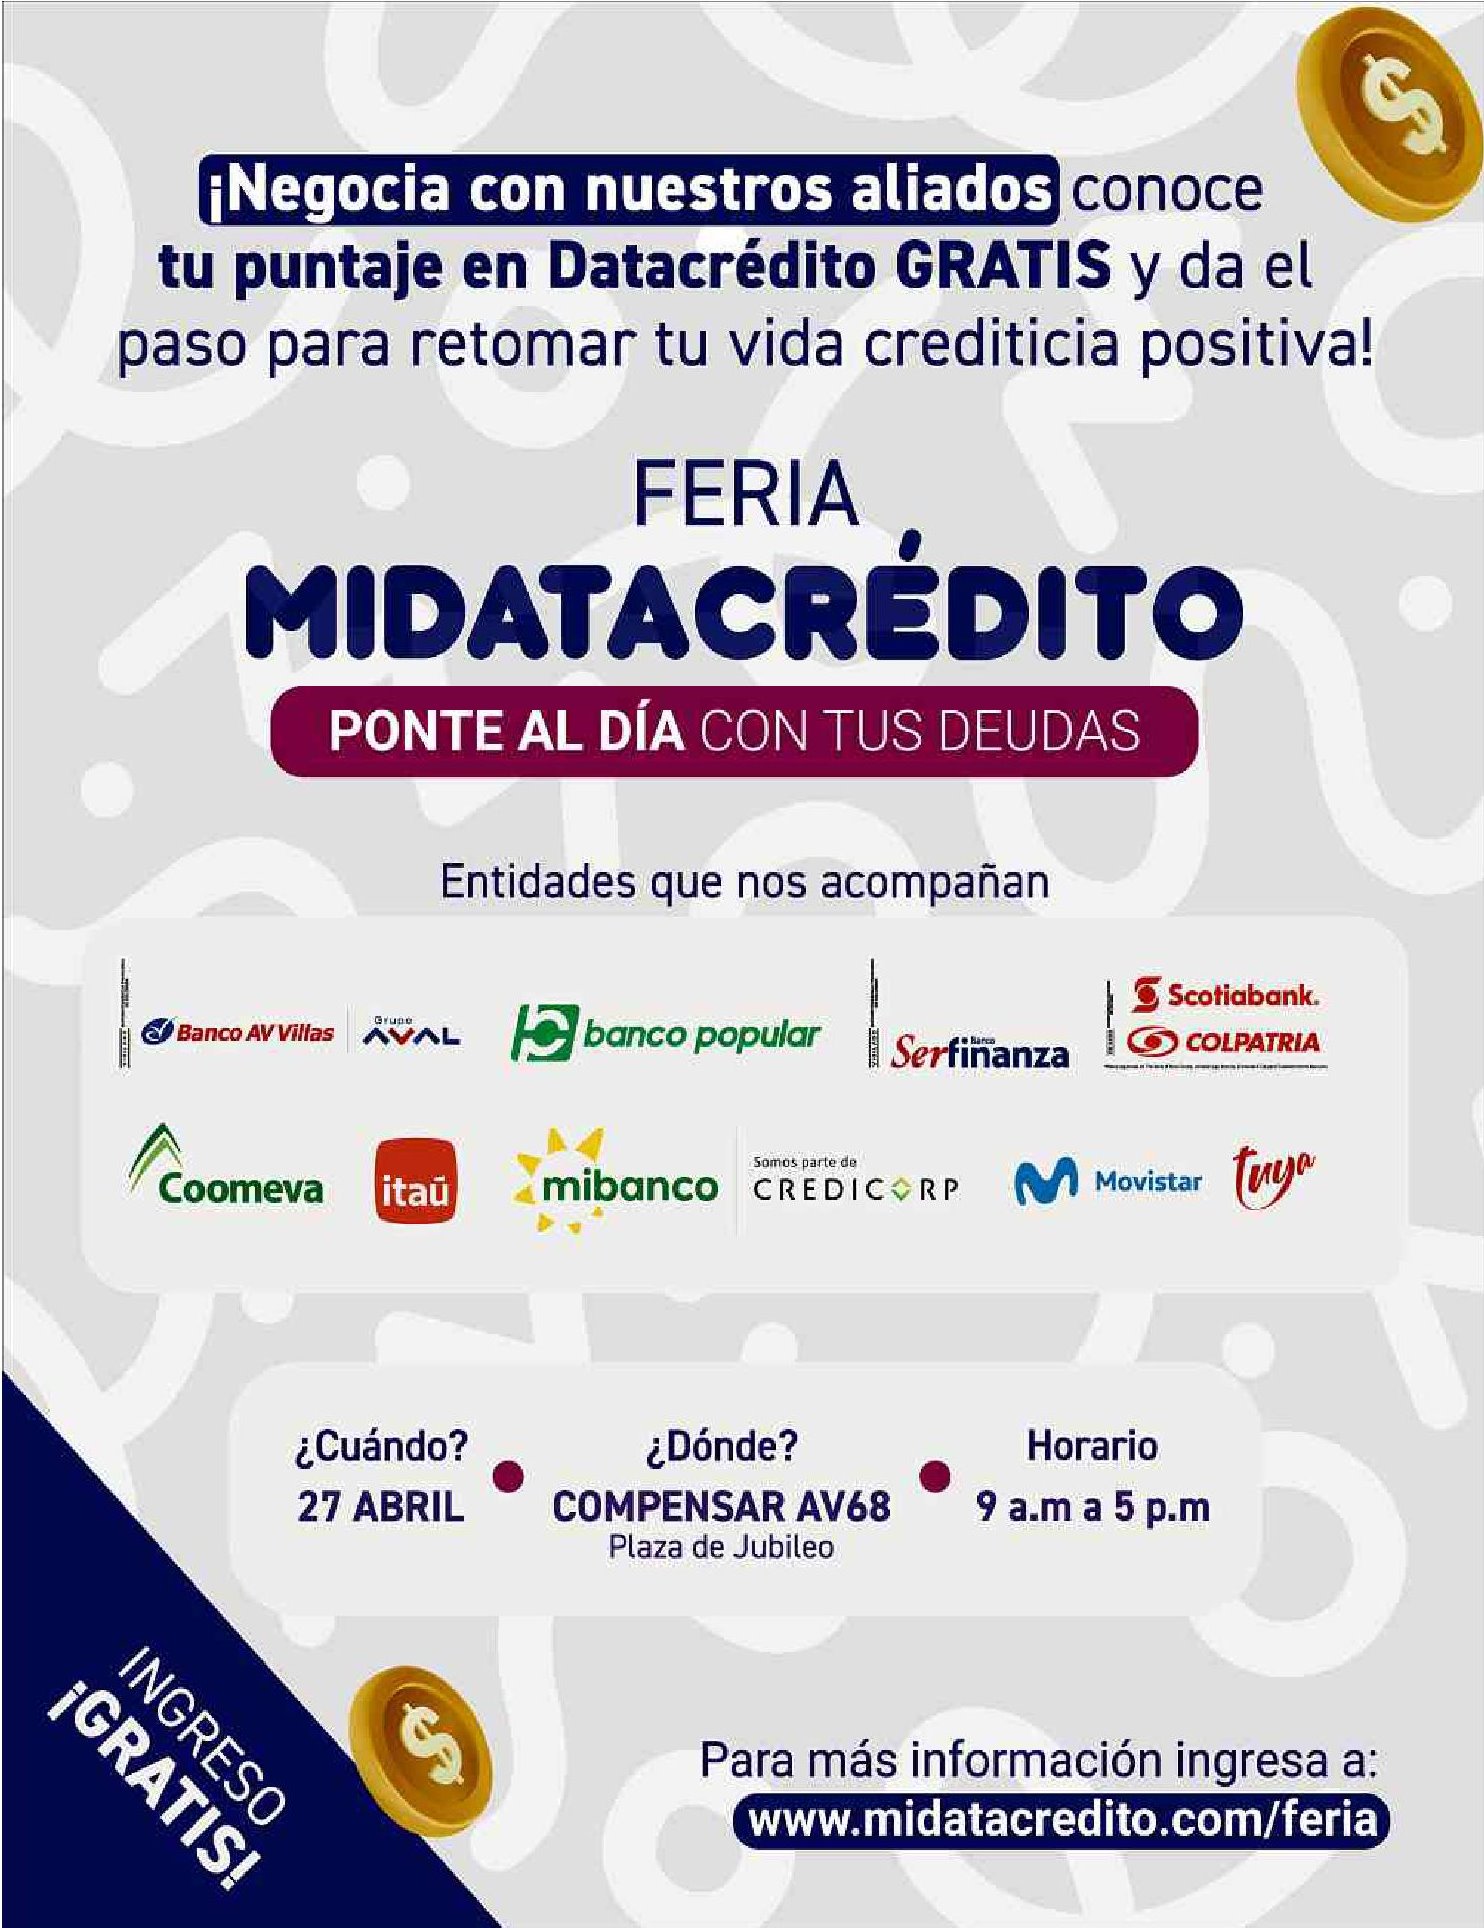 ¡Negocia con nuestros aliados conoce
tu puntaje en Datacrédito GRATIS y da el
paso para retomar tu vida crediticia positiva!
FERIA
MIDATACRÉDITO
PONTE AL DÍA CON TUS DEUDAS
Entidades que nos acompañan
Banco AV Villas
Grupo
AVAL
banco popular
Banco
Serfinanza
Scotiabank.
COLPATRIA
Coomeva
itaú
mibanco
Somos parte de
CREDICORP
Movistar
tuya
¿Cuándo?
27 ABRIL
¿Dónde?
COMPENSAR AV68
Plaza de Jubileo
Horario
9 a.m a 5 p.m
INGRESO
¡GRATIS!
Para más información ingresa a:
www.midatacredito.com/feria